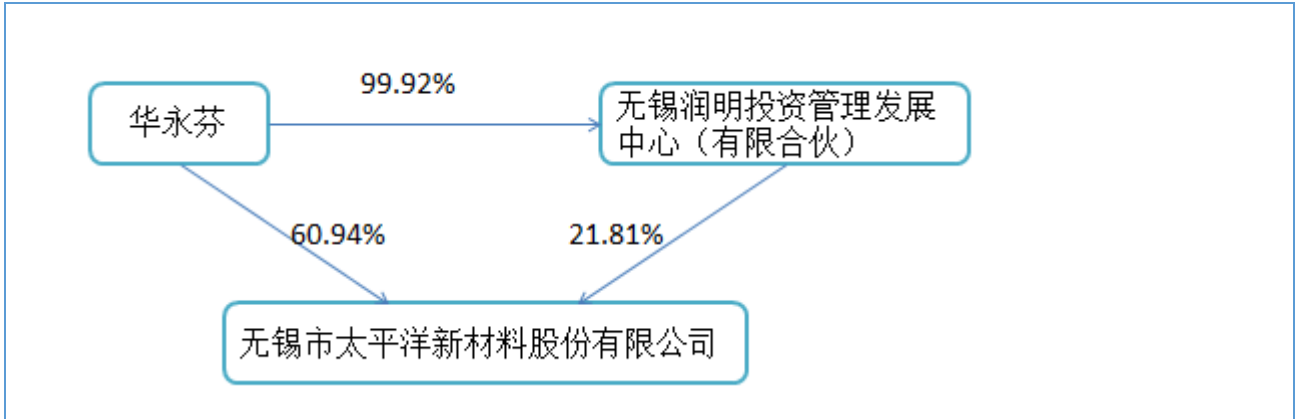 99.92%
华永芬
无锡润明投资管理发展
中心（有限合伙）
60.94%
21.81%
无锡市太平洋新材料股份有限公司